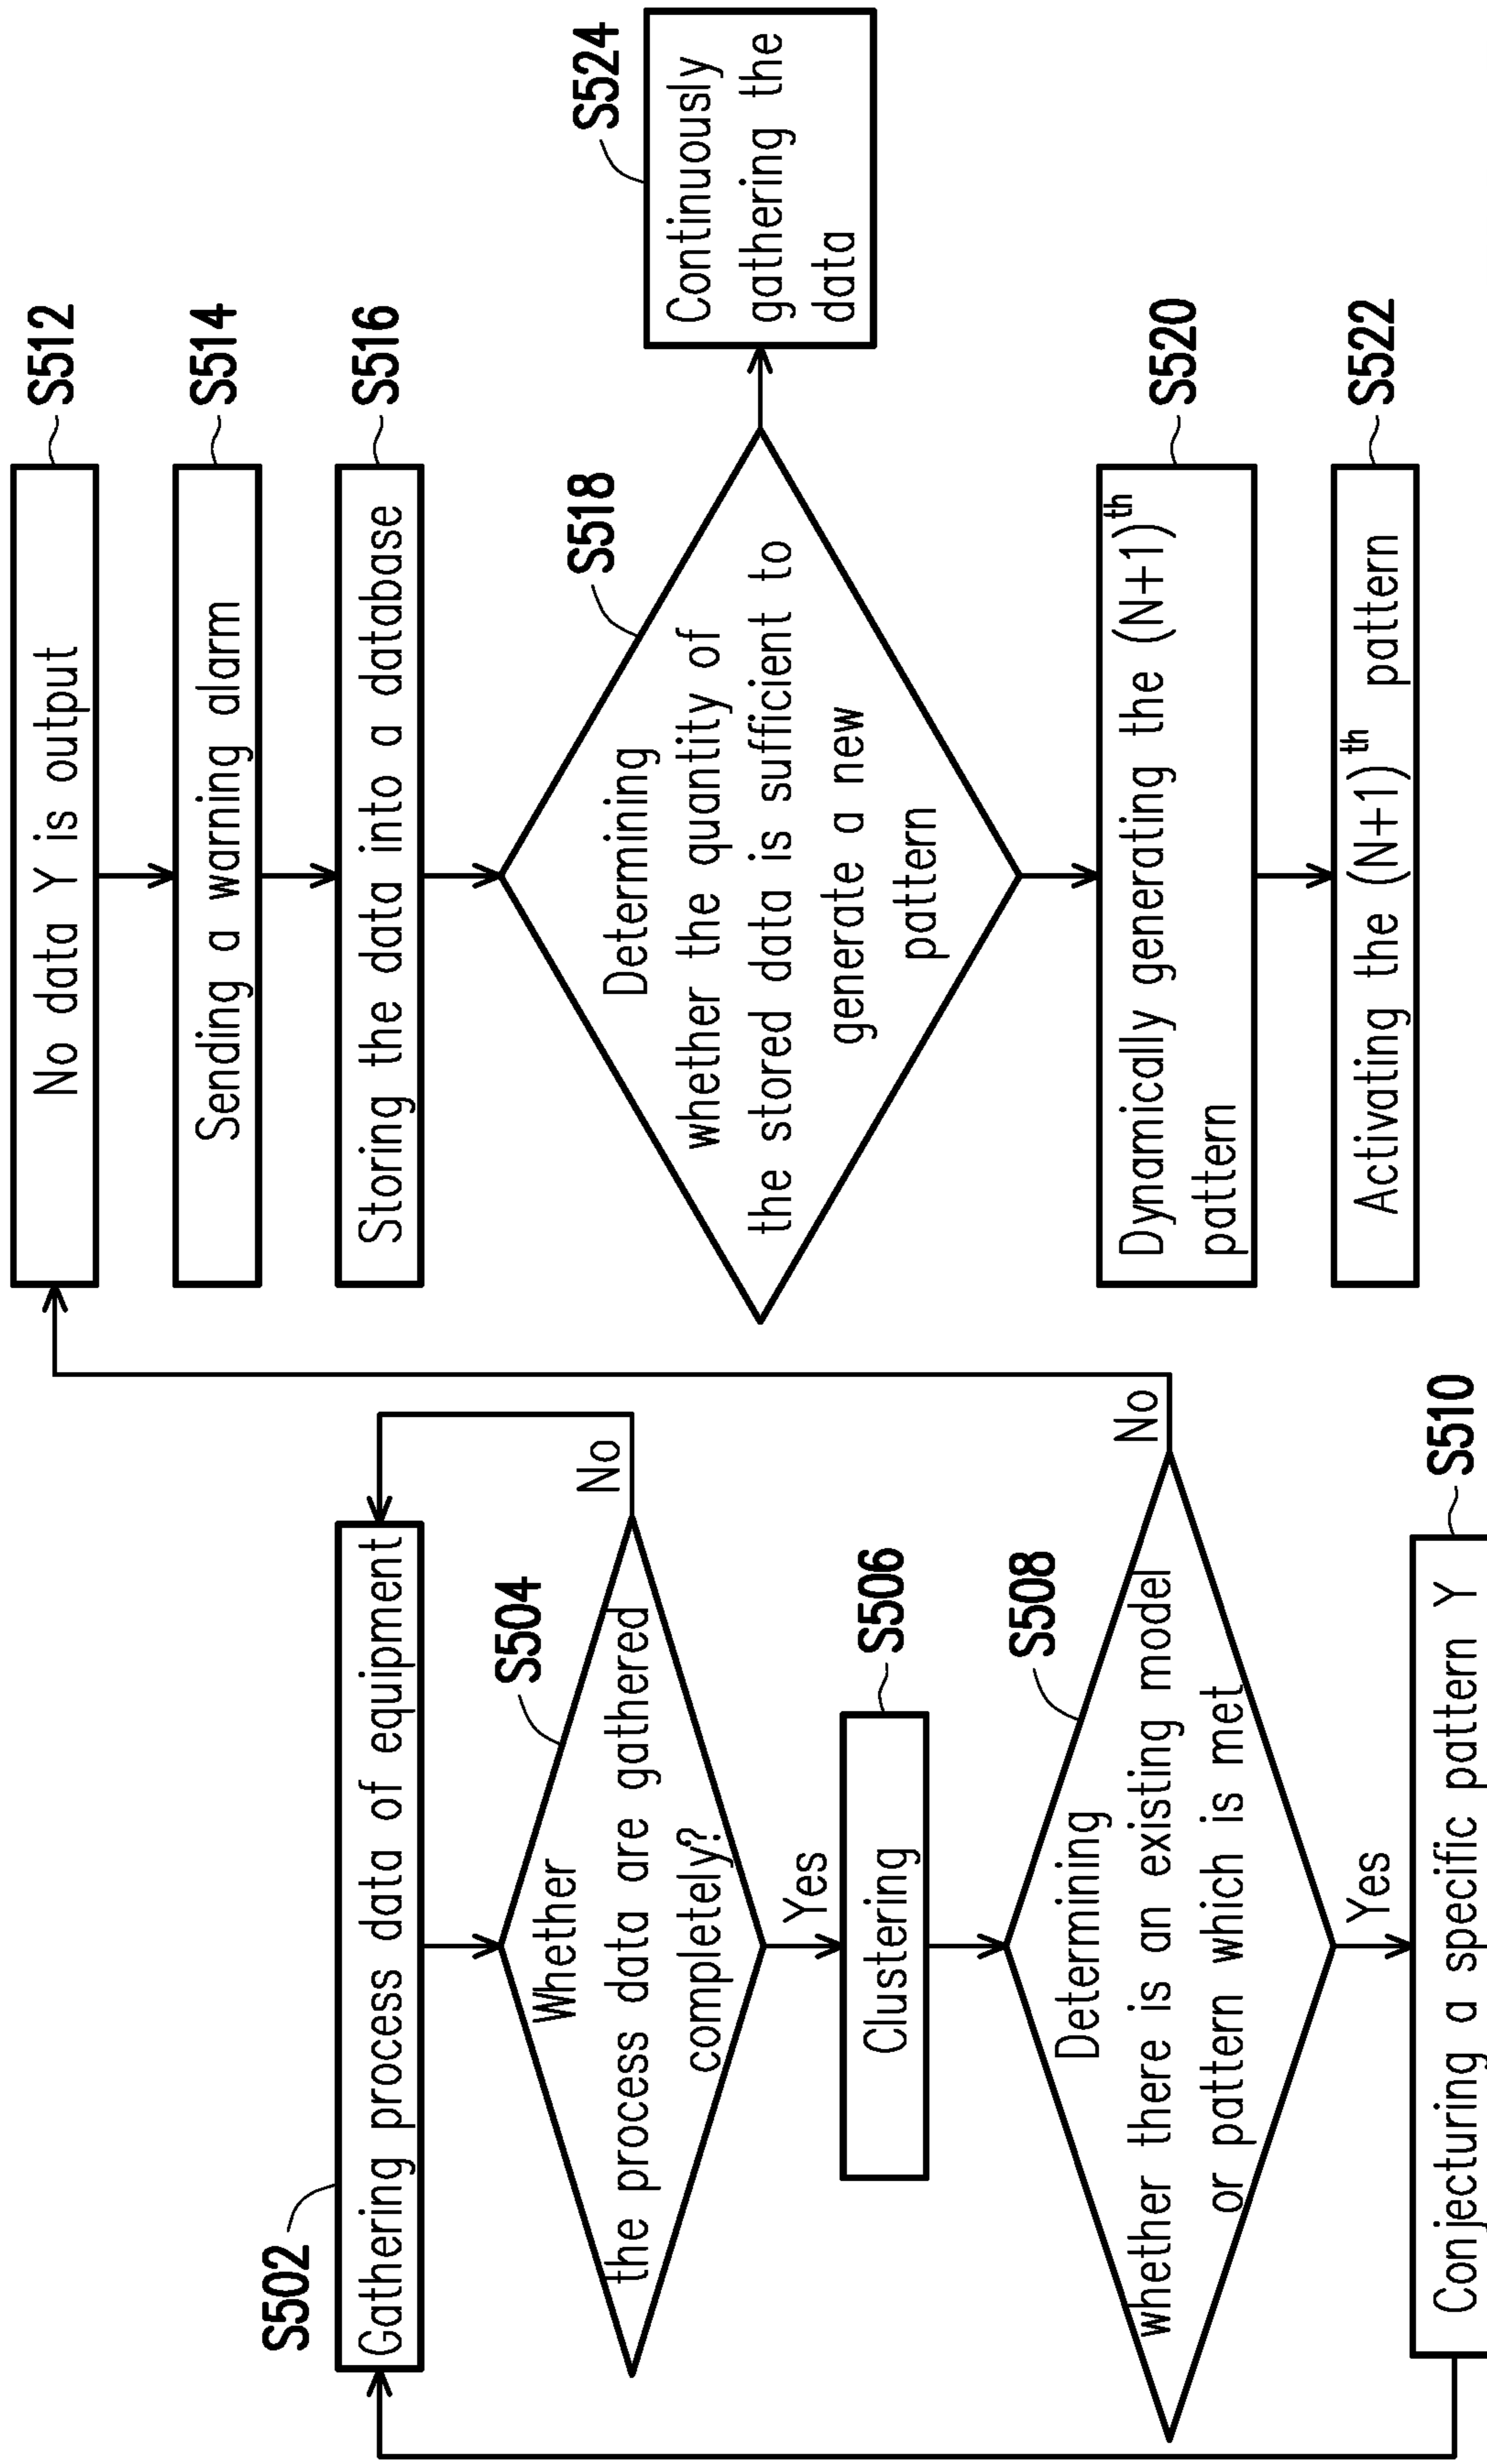 S502
Gathering process data of equipment
S504
Whether
the process data are gathered
completely?
No
Yes
S506
Clustering
S508
Determining
whether there is an existing model
or pattern which is met
No
Yes
S510
Conjecturing a specific pattern Y
S512
No data Y is output
S514
Sending a warning alarm
S516
Storing the data into a database
S518
Determining
whether the quantity of
the stored data is sufficient to
generate a new
pattern
S524
Continuously
gathering the
data
S520
Dynamically generating the (N+1)th
pattern
S522
Activating the (N+1)th pattern